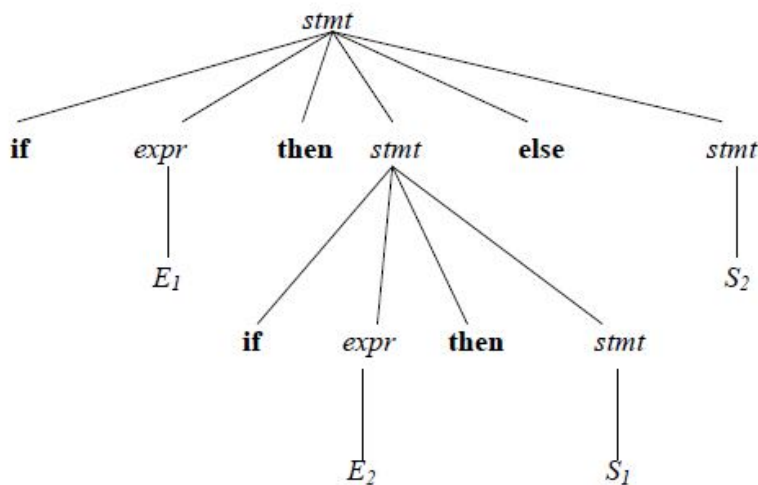 stmt
if expr then stmt else stmt
E₁ S₂
if expr then stmt
E₂ S₁